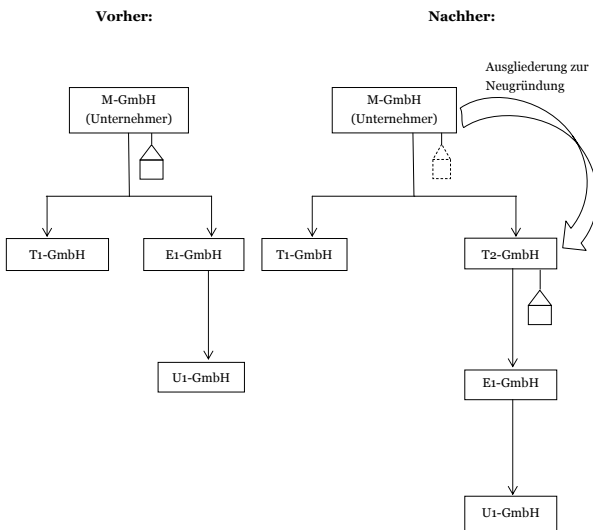 Vorher:
M-GmbH
(Unternehmer)
T1-GmbH
E1-GmbH
U1-GmbH
Nachher:
Ausgliederung zur
Neugründung
M-GmbH
(Unternehmer)
T1-GmbH
T2-GmbH
E1-GmbH
U1-GmbH